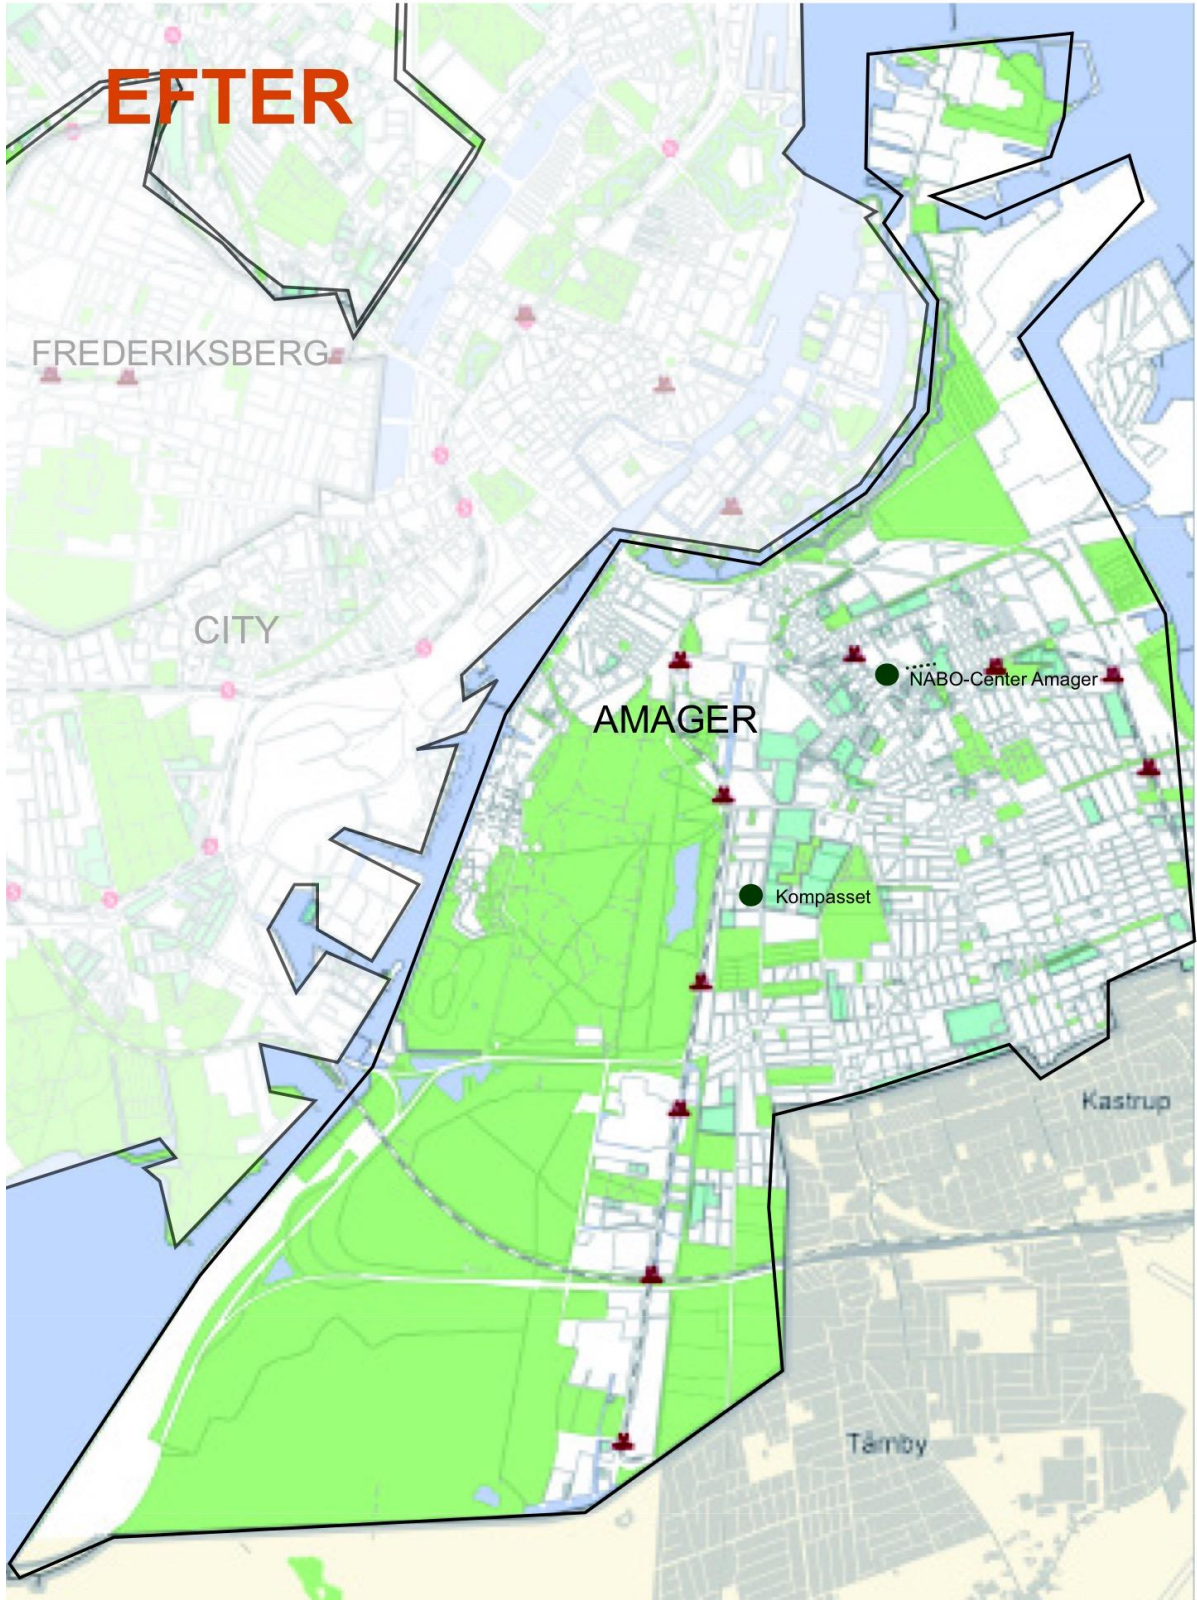 EFTER
FREDERIKSBERG
CITY
NABO-Center Amager
AMAGER
Kompasset
Kastrup
Tårnby